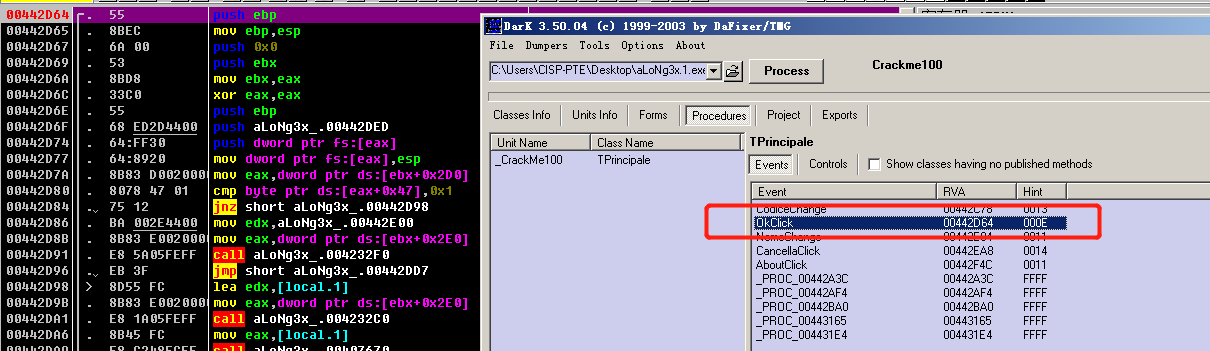 00442D64 55 push ebp
00442D65 . 8BEC mov ebp,esp
00442D67 . 6A 00 push 0x0
00442D69 . 53 push ebx
00442D6A . 8BD8 mov ebx,eax
00442D6C . 33C0 xor eax,eax
00442D6E . 55 push ebp
00442D6F . 68 ED2D4400 push aLoNg3x_.00442DED
00442D74 . 64:FF30 push dword ptr fs:[eax]
00442D77 . 64:8920 mov dword ptr fs:[eax],esp
00442D7A . 8B83 D0020000 mov eax,dword ptr ds:[ebx+0x2D0]
00442D80 . 8078 47 01 cmp byte ptr ds:[eax+0x47],0x1
00442D84 . 75 12 jnz short aLoNg3x_.00442D98
00442D86 . BA 002E4400 mov edx,aLoNg3x_.00442E00
00442D8B . 8B83 E0020000 mov eax,dword ptr ds:[ebx+0x2E0]
00442D91 . E8 5A05FEFF call aLoNg3x_.004232F0
00442D96 . EB 3F jmp short aLoNg3x_.00442DD7
00442D98 > 8D55 FC lea edx,[local.1]
00442D9B . 8B83 E0020000 mov eax,dword ptr ds:[ebx+0x2E0]
00442DA1 . E8 1A05FEFF call aLoNg3x_.004232C0
00442DA6 . 8B45 FC mov eax,[local.1]
DarK 3.50.04 (c) 1999-2003 by DaFixer/TMG
File Dumpers Tools Options About
C:\Users\CISP-PTE\Desktop\aLoNg3x.1.exe Process Crackme100
Classes Info Units Info Forms Procedures Project Exports
Unit Name Class Name
_CrackMe100 TPrincipale
TPrincipale
Events Controls Show classes having no published methods
Event RVA Hint
CodiceChange 00442C78 0013
OkClick 00442D64 000E
NomeChange 00442E04 0011
CancellaClick 00442EA8 0014
AboutClick 00442F4C 0011
_PROC_00442A3C 00442A3C FFFF
_PROC_00442AF4 00442AF4 FFFF
_PROC_00442BA0 00442BA0 FFFF
_PROC_00443165 00443165 FFFF
_PROC_004431E4 004431E4 FFFF